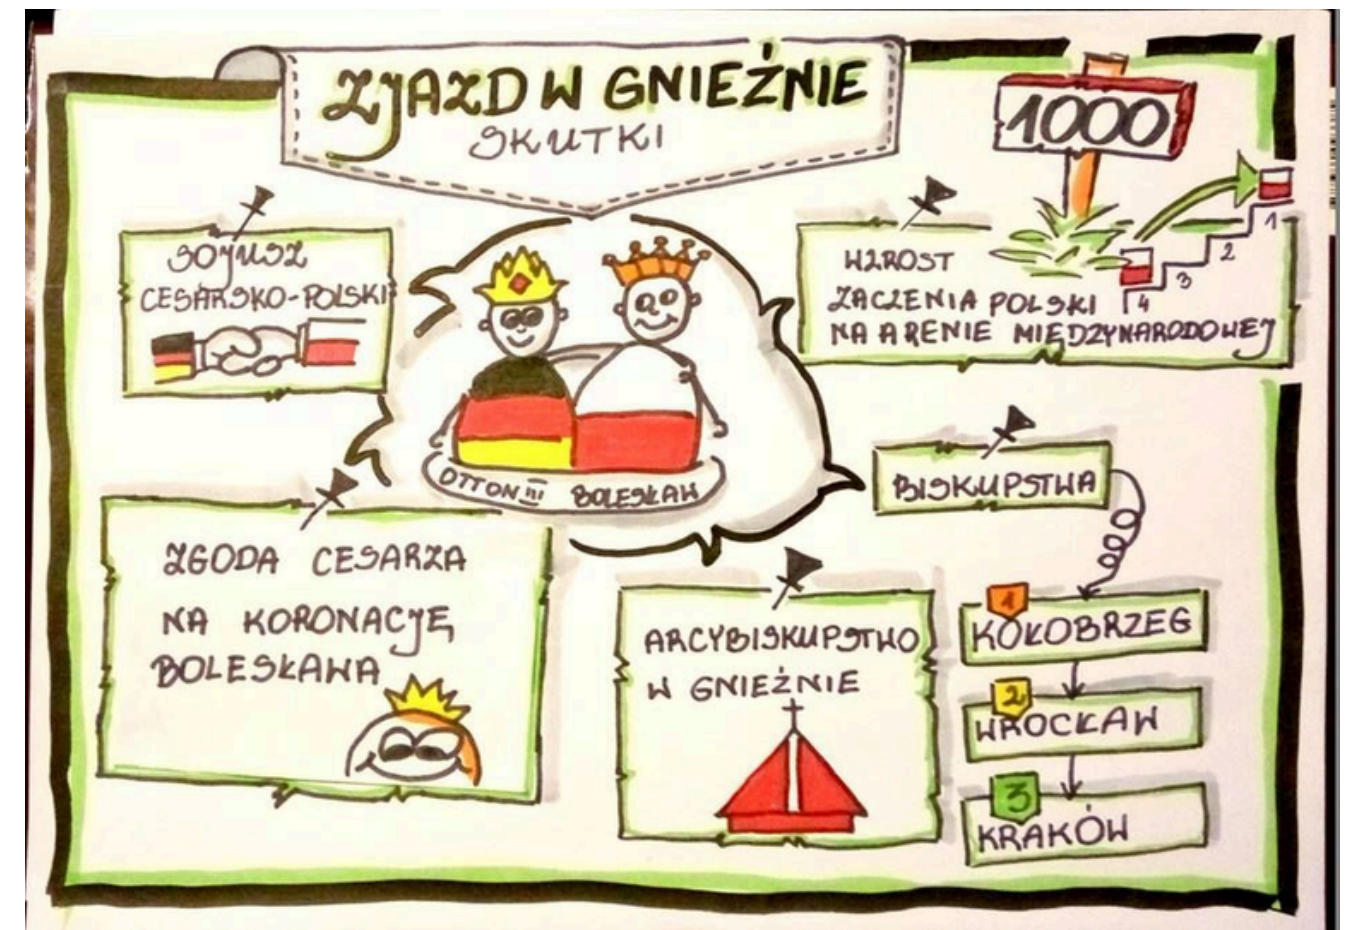 ZJAZD W GNIEŹNIE
SKUTKI
1000
SOJUSZ
CESARSKO-POLSKI
WZROST
ZACZENIA POLSKI
NA ARENIE MIĘDZYNARODOWEJ
1
2
3
4
OTTON III BOLESŁAW
BISKUPSTWA
ZGODA CESARZA
NA KORONACJĘ
BOLESŁAWA
ARCYBISKUPSTWO
W GNIEŹNIE
1
KOŁOBRZEG
2
WROCŁAW
3
KRAKÓW